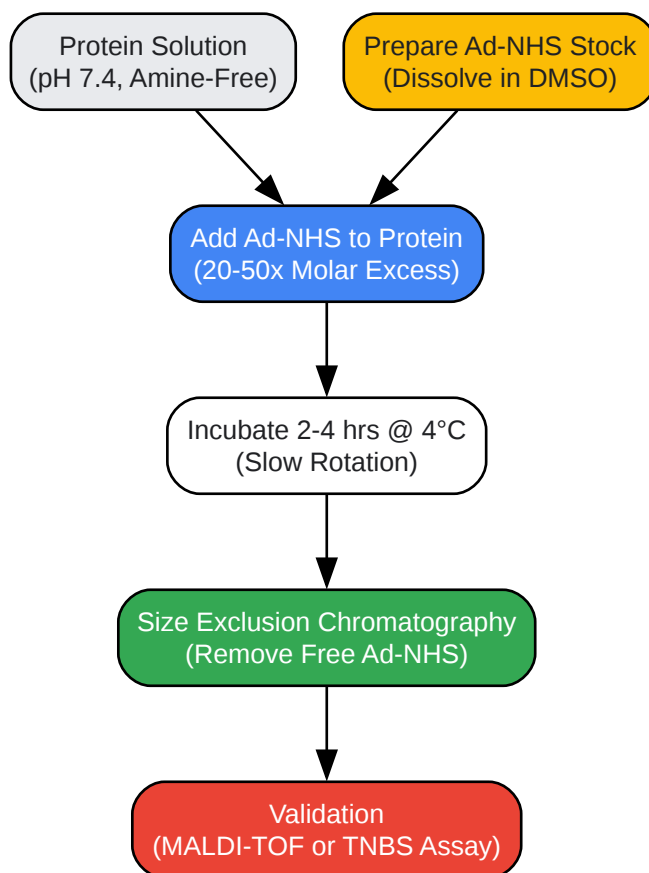 Protein Solution
(pH 7.4, Amine-Free)
Prepare Ad-NHS Stock
(Dissolve in DMSO)
Add Ad-NHS to Protein
(20-50x Molar Excess)
Incubate 2-4 hrs @ 4°C
(Slow Rotation)
Size Exclusion Chromatography
(Remove Free Ad-NHS)
Validation
(MALDI-TOF or TNBS Assay)